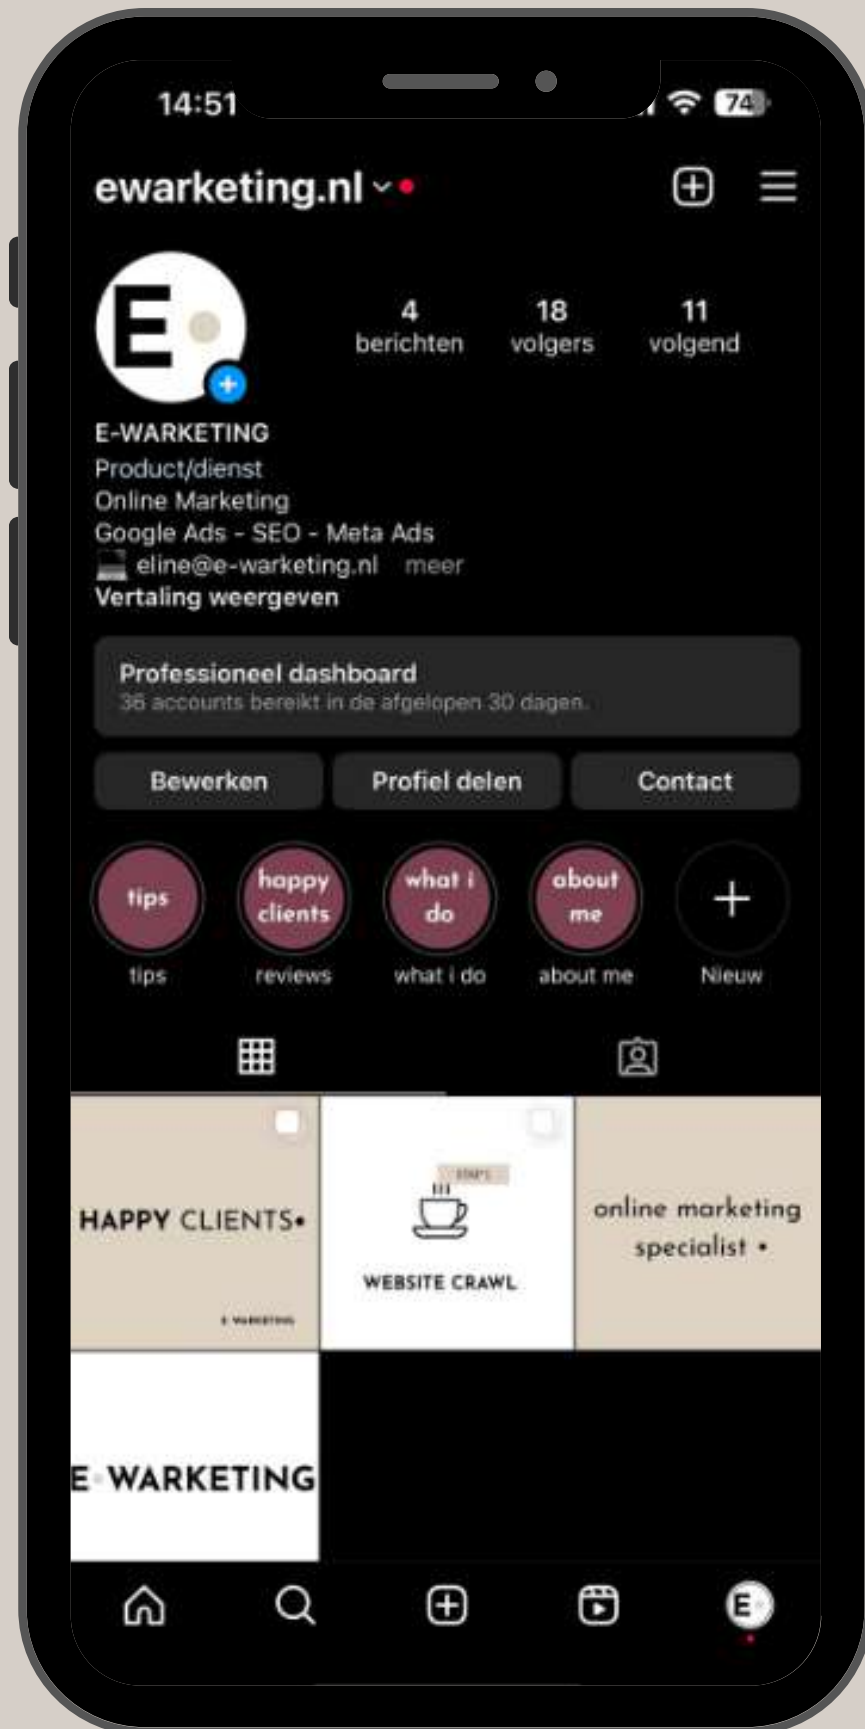 14:51
74
ewarketing.nl
E
4
berichten
18
volgers
11
volgend
E-WARKETING
Product/dienst
Online Marketing
Google Ads - SEO - Meta Ads
eline@e-warketing.nl meer
Vertaling weergeven
Professioneel dashboard
36 accounts bereikt in de afgelopen 30 dagen.
Bewerken
Profiel delen
Contact
tips
happy
clients
what i
do
about
me
tips
reviews
what i do
about me
Nieuw
HAPPY CLIENTS•
E-WARKETING
WEBSITE CRAWL
online marketing
specialist •
E•WARKETING
E